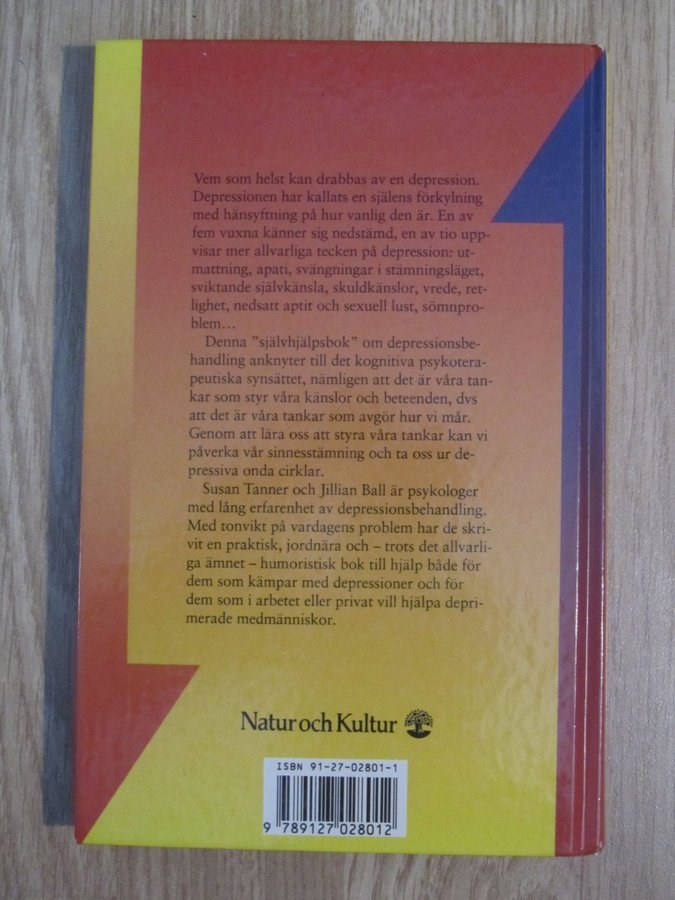 Vem som helst kan drabbas av en depression.
Depressionen har kallats en själens förkylning
med hänsyftning på hur vanlig den är. En av
fem vuxna känner sig nedstämd, en av tio upp-
visar mer allvarliga tecken på depression: ut-
mattning, apati, svängningar i stämningsläget,
sviktande självkänsla, skuldkänslor, vrede, ret-
lighet, nedsatt aptit och sexuell lust, sömnpro-
blem…
Denna ”självhjälpsbok” om depressionsbe-
handling anknyter till det kognitiva psykotera-
peutiska synsättet, nämligen att det är våra tan-
kar som styr våra känslor och beteenden, dvs
att det är våra tankar som avgör hur vi mår.
Genom att lära oss att styra våra tankar kan vi
påverka vår sinnesstämning och ta oss ur de-
pressiva onda cirklar.
Susan Tanner och Jillian Ball är psykologer
med lång erfarenhet av depressionsbehandling.
Med tonvikt på vardagens problem har de skri-
vit en praktisk, jordnära och – trots det allvarli-
ga ämnet – humoristisk bok till hjälp både för
dem som kämpar med depressioner och för
dem som i arbetet eller privat vill hjälpa depri-
merade medmänniskor.
Natur och Kultur
ISBN 91-27-02801-1
9 789127 028012